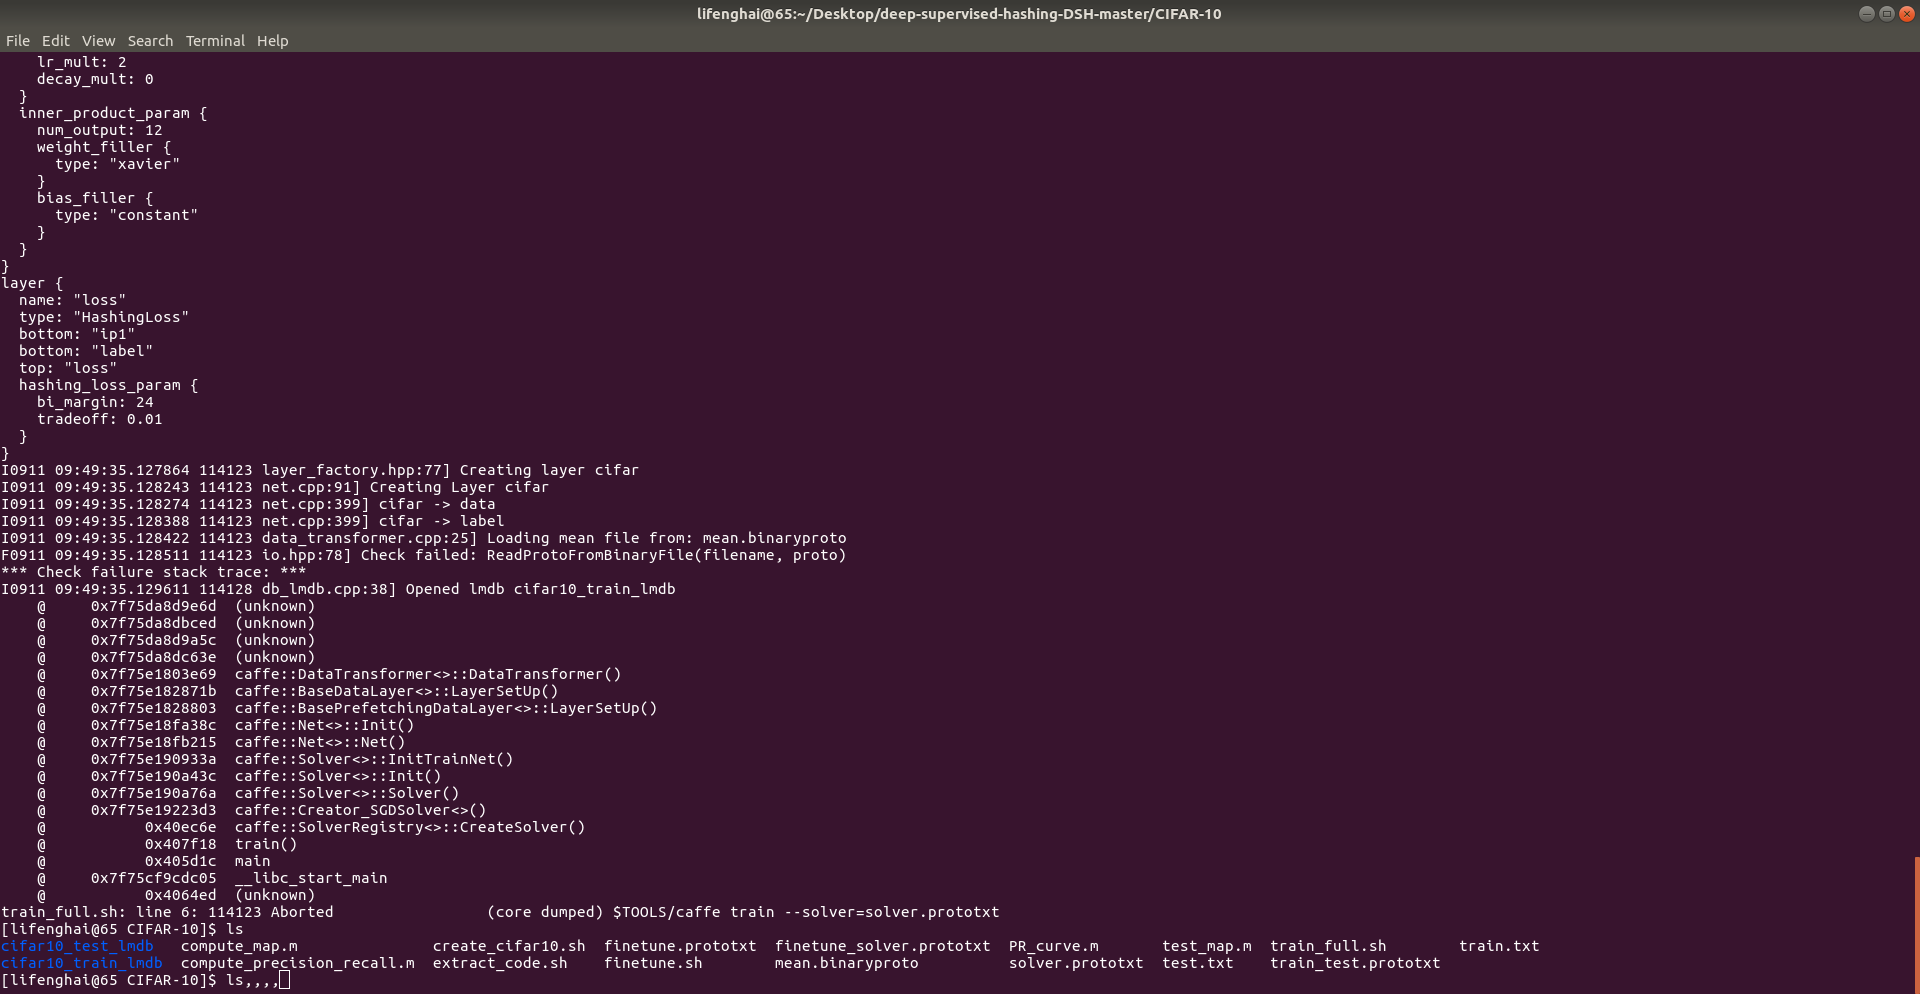 lifenghai@65:~/Desktop/deep-supervised-hashing-DSH-master/CIFAR-10
File Edit View Search Terminal Help
    lr_mult: 2
    decay_mult: 0
  }
  inner_product_param {
    num_output: 12
    weight_filler {
      type: "xavier"
    }
    bias_filler {
      type: "constant"
    }
  }
}
layer {
  name: "loss"
  type: "HashingLoss"
  bottom: "ip1"
  bottom: "label"
  top: "loss"
  hashing_loss_param {
    bi_margin: 24
    tradeoff: 0.01
  }
}
I0911 09:49:35.127864 114123 layer_factory.hpp:77] Creating layer cifar
I0911 09:49:35.128243 114123 net.cpp:91] Creating Layer cifar
I0911 09:49:35.128274 114123 net.cpp:399] cifar -> data
I0911 09:49:35.128388 114123 net.cpp:399] cifar -> label
I0911 09:49:35.128422 114123 data_transformer.cpp:25] Loading mean file from: mean.binaryproto
F0911 09:49:35.128511 114123 io.hpp:78] Check failed: ReadProtoFromBinaryFile(filename, proto)
*** Check failure stack trace: ***
I0911 09:49:35.129611 114128 db_lmdb.cpp:38] Opened lmdb cifar10_train_lmdb
    @     0x7f75da8d9e6d  (unknown)
    @     0x7f75da8dbced  (unknown)
    @     0x7f75da8d9a5c  (unknown)
    @     0x7f75da8dc63e  (unknown)
    @     0x7f75e1803e69  caffe::DataTransformer<>::DataTransformer()
    @     0x7f75e182871b  caffe::BaseDataLayer<>::LayerSetUp()
    @     0x7f75e1828803  caffe::BasePrefetchingDataLayer<>::LayerSetUp()
    @     0x7f75e18fa38c  caffe::Net<>::Init()
    @     0x7f75e18fb215  caffe::Net<>::Net()
    @     0x7f75e190933a  caffe::Solver<>::InitTrainNet()
    @     0x7f75e190a43c  caffe::Solver<>::Init()
    @     0x7f75e190a76a  caffe::Solver<>::Solver()
    @     0x7f75e19223d3  caffe::Creator_SGDSolver<>()
    @           0x40ec6e  caffe::SolverRegistry<>::CreateSolver()
    @           0x407f18  train()
    @           0x405d1c  main
    @     0x7f75cf9cdc05  __libc_start_main
    @           0x4064ed  (unknown)
train_full.sh: line 6: 114123 Aborted                 (core dumped) $TOOLS/caffe train --solver=solver.prototxt
[lifenghai@65 CIFAR-10]$ ls
cifar10_test_lmdb   compute_map.m               create_cifar10.sh  finetune.prototxt  finetune_solver.prototxt  PR_curve.m       test_map.m  train_full.sh        train.txt
cifar10_train_lmdb  compute_precision_recall.m  extract_code.sh    finetune.sh        mean.binaryproto          solver.prototxt  test.txt    train_test.prototxt
[lifenghai@65 CIFAR-10]$ ls,,,,